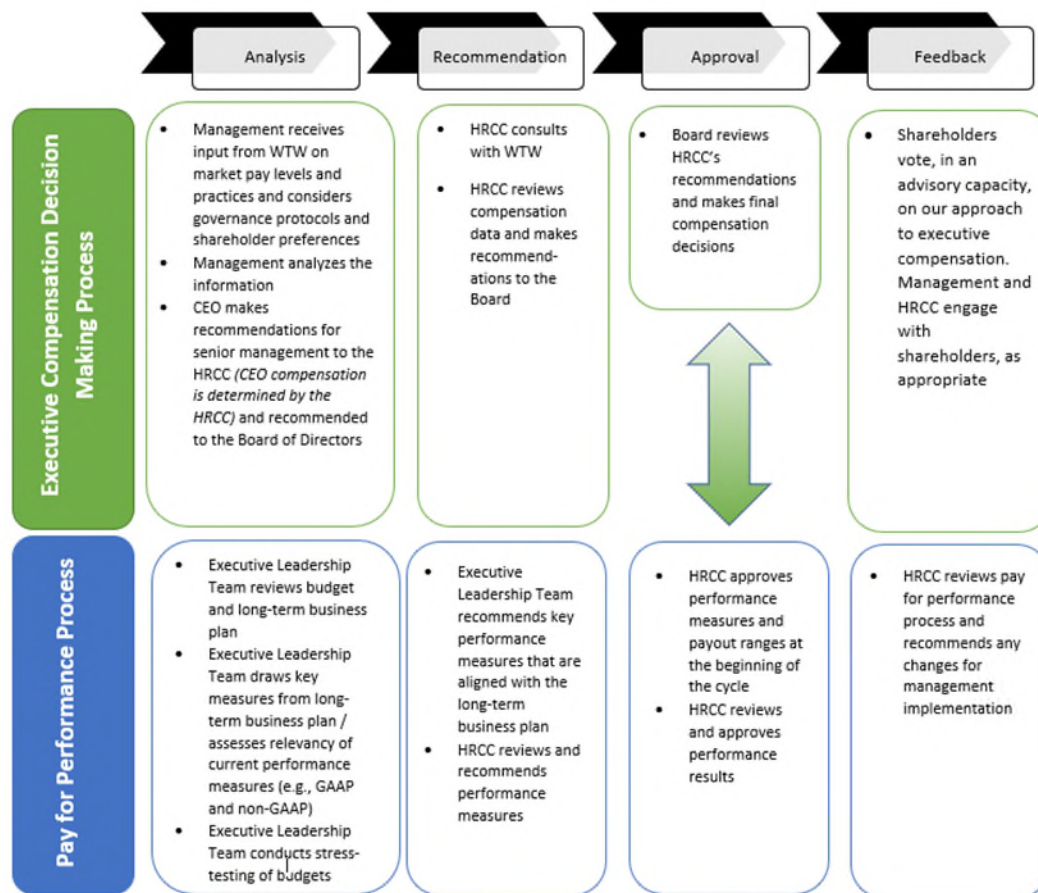 Analysis
Recommendation
Approval
Feedback
Executive Compensation Decision
Making Process
• Management receives
input from WTW on
market pay levels and
practices and considers
governance protocols and
shareholder preferences
• Management analyzes the
information
• CEO makes
recommendations for
senior management to the
HRCC (CEO compensation
is determined by the
HRCC) and recommended
to the Board of Directors
• HRCC consults
with WTW
• HRCC reviews
compensation
data and makes
recommend-
ations to the
Board
• Board reviews
HRCC's
recommendations
and makes final
compensation
decisions
• Shareholders
vote, in an
advisory capacity,
on our approach
to executive
compensation.
Management and
HRCC engage
with
shareholders, as
appropriate
Pay for Performance Process
• Executive Leadership
Team reviews budget
and long-term business
plan
• Executive Leadership
Team draws key
measures from long-
term business plan /
assesses relevancy of
current performance
measures (e.g., GAAP
and non-GAAP)
• Executive Leadership
Team conducts stress-
testing of budgets
• Executive
Leadership Team
recommends key
performance
measures that are
aligned with the
long-term
business plan
• HRCC reviews and
recommends
performance
measures
• HRCC approves
performance
measures and
payout ranges at
the beginning of
the cycle
• HRCC reviews
and approves
performance
results
• HRCC reviews pay
for performance
process and
recommends any
changes for
management
implementation